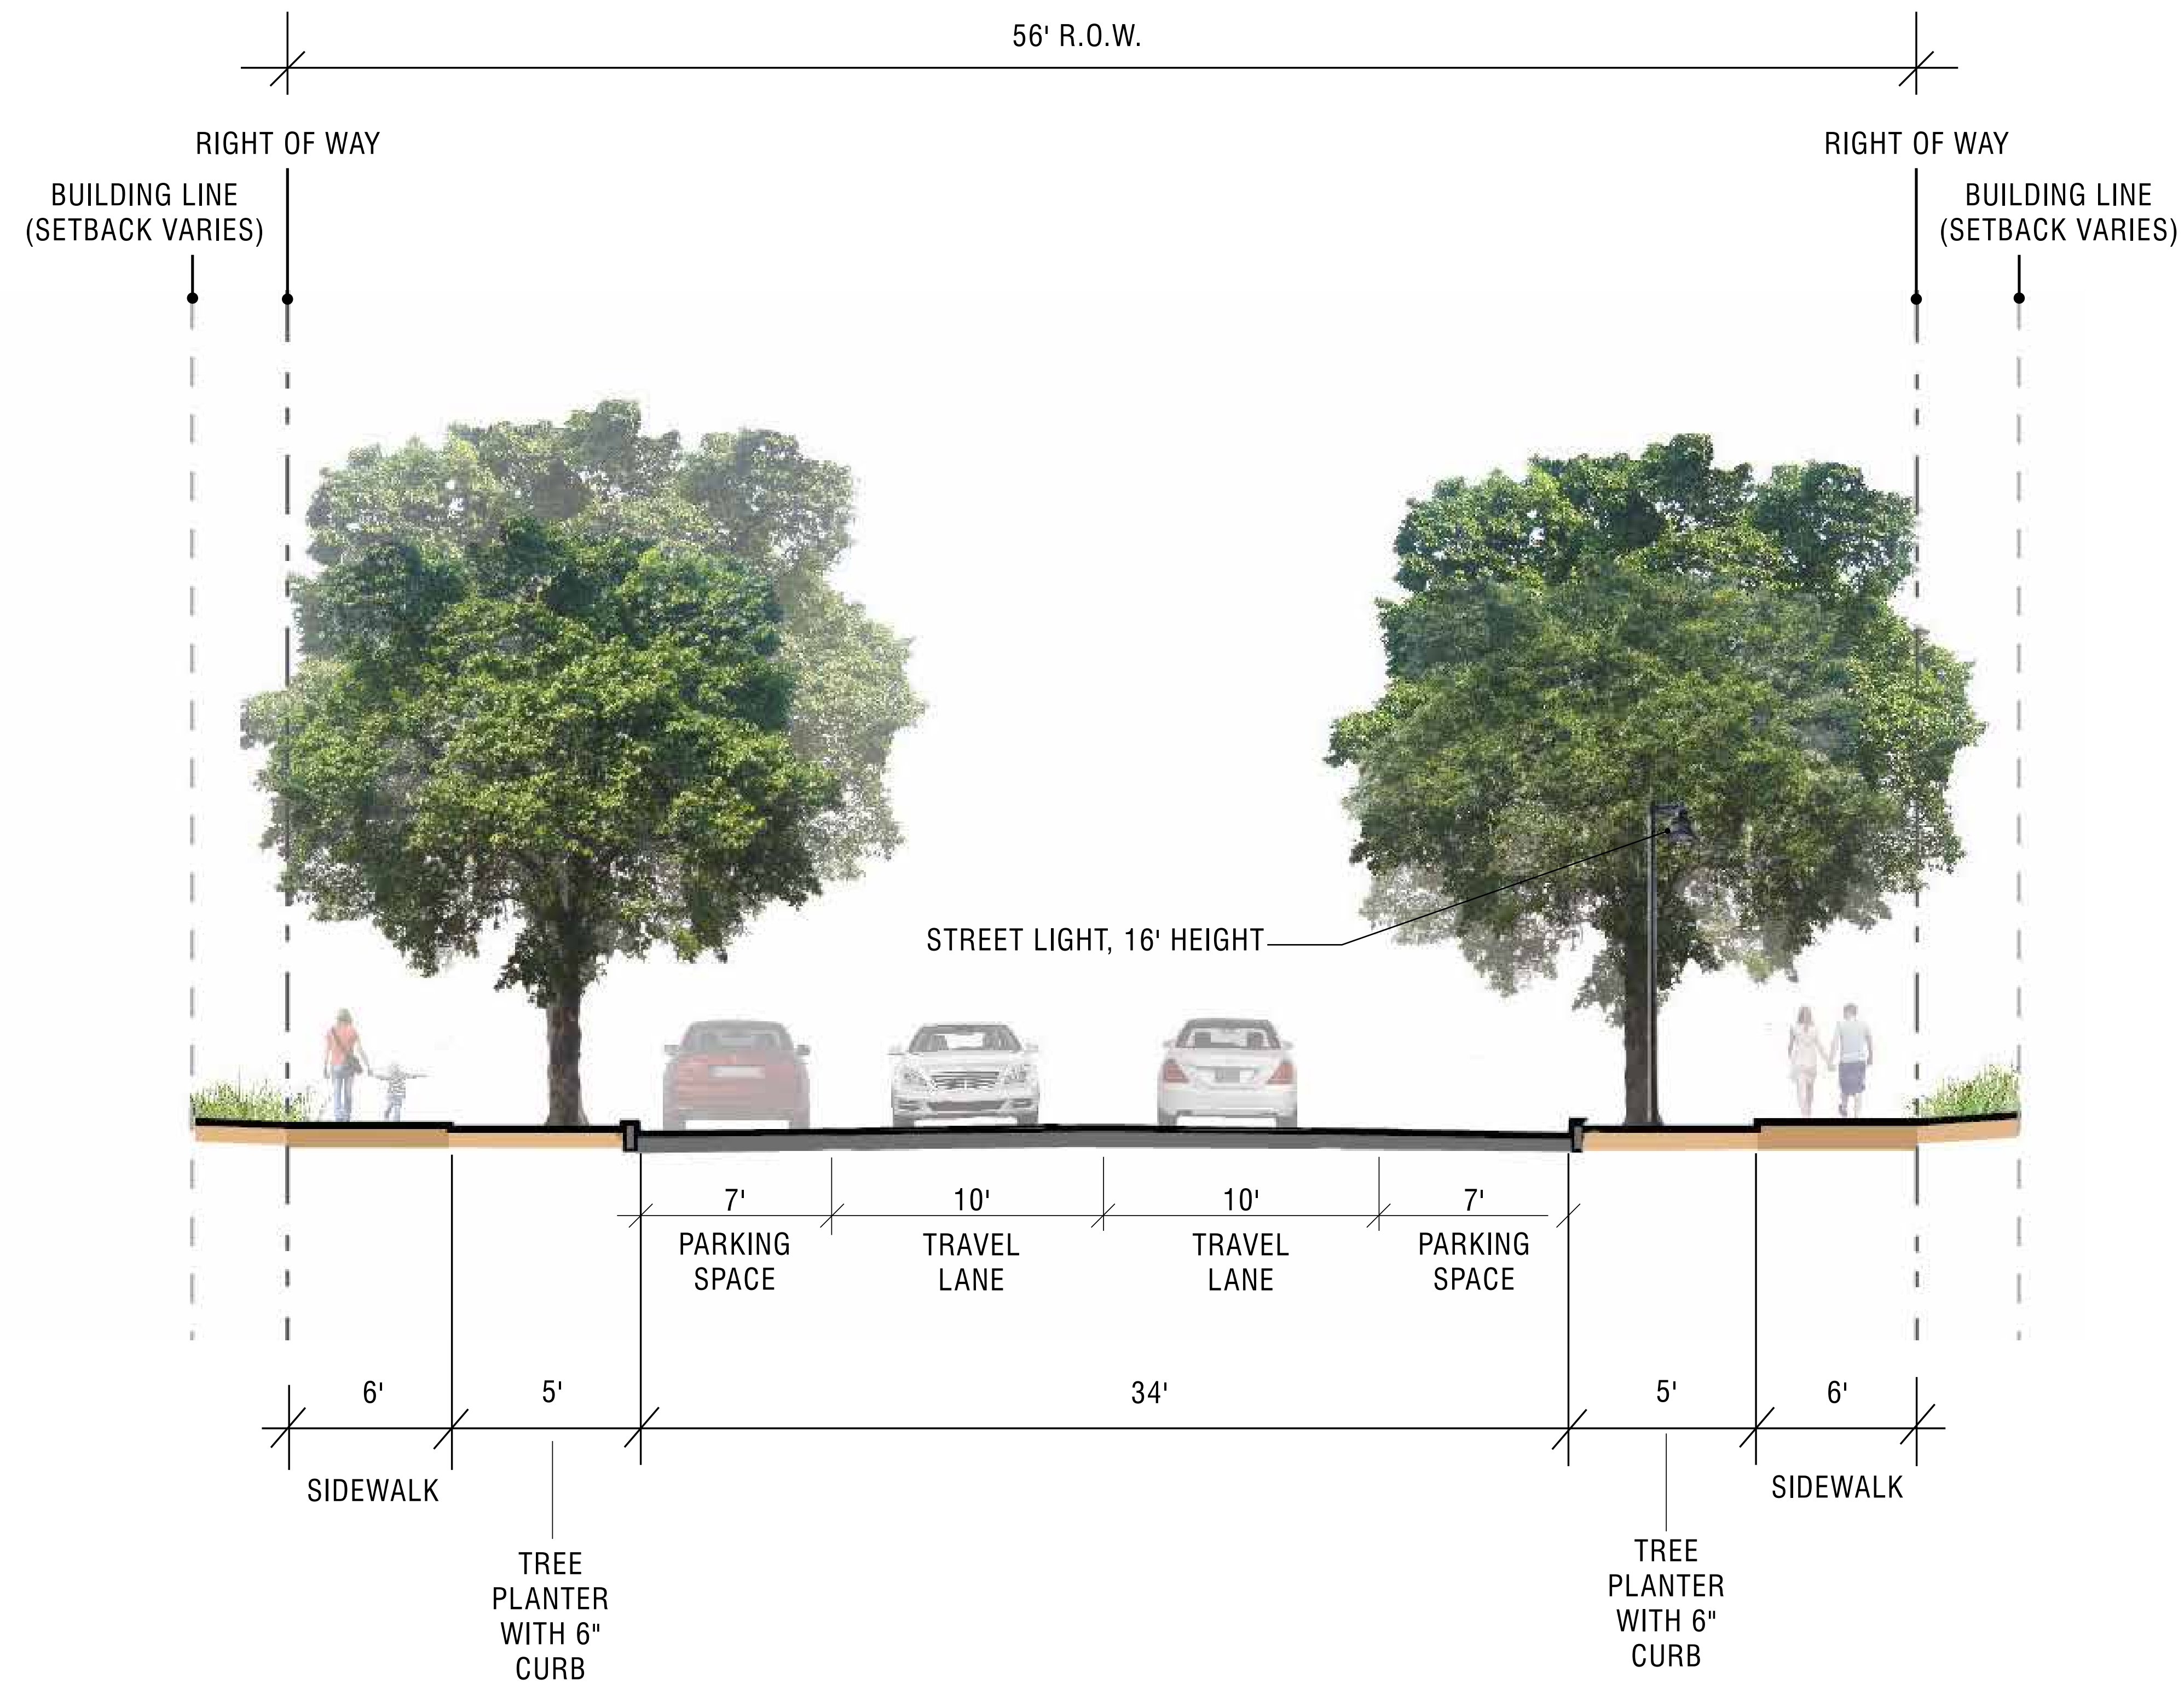 56' R.O.W.
RIGHT OF WAY
RIGHT OF WAY
BUILDING LINE
(SETBACK VARIES)
BUILDING LINE
(SETBACK VARIES)
STREET LIGHT, 16' HEIGHT
7'
10'
10'
7'
PARKING
SPACE
TRAVEL
LANE
TRAVEL
LANE
PARKING
SPACE
6'
5'
34'
5'
6'
SIDEWALK
SIDEWALK
TREE
PLANTER
WITH 6"
CURB
TREE
PLANTER
WITH 6"
CURB